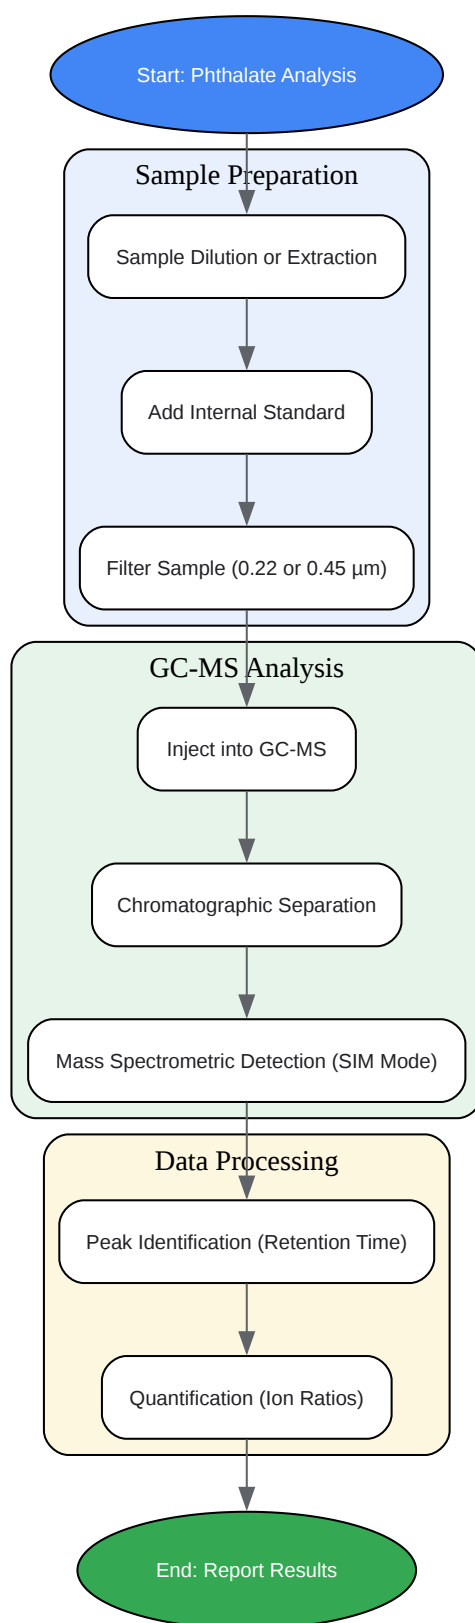 Start: Phthalate Analysis
Sample Preparation
Sample Dilution or Extraction
Add Internal Standard
Filter Sample (0.22 or 0.45 µm)
GC-MS Analysis
Inject into GC-MS
Chromatographic Separation
Mass Spectrometric Detection (SIM Mode)
Data Processing
Peak Identification (Retention Time)
Quantification (Ion Ratios)
End: Report Results